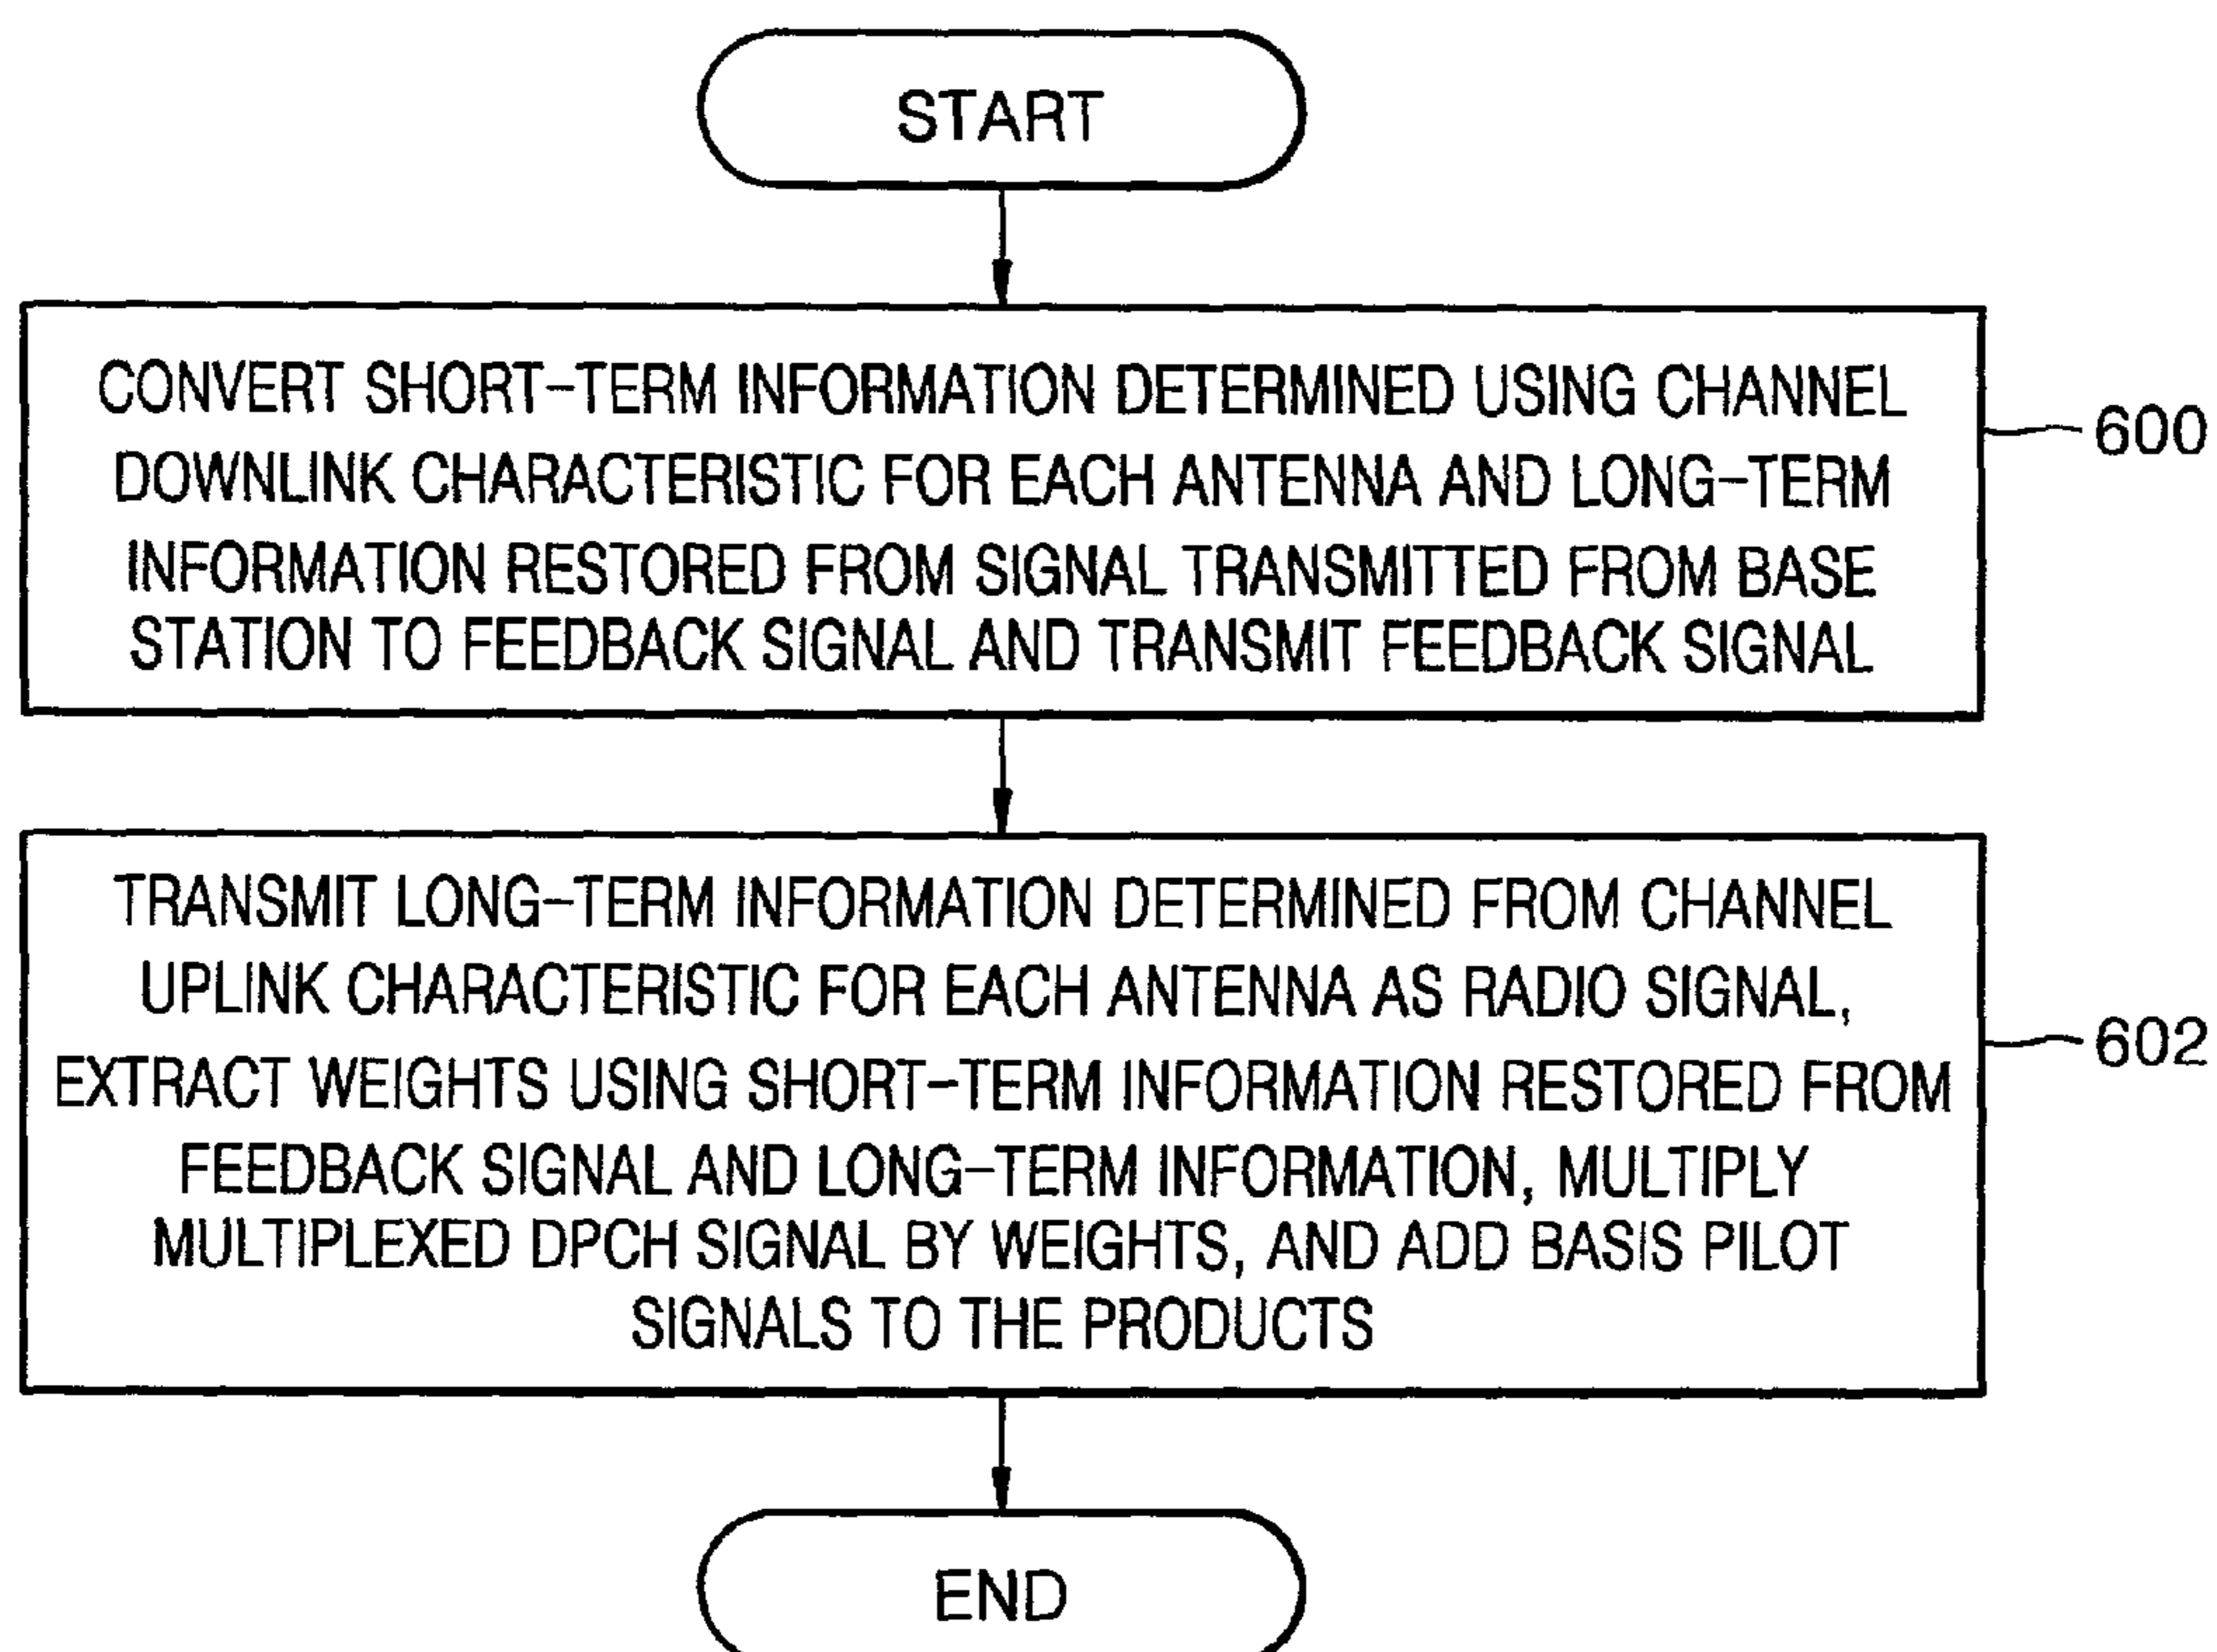 START
CONVERT SHORT-TERM INFORMATION DETERMINED USING CHANNEL
DOWNLINK CHARACTERISTIC FOR EACH ANTENNA AND LONG-TERM
INFORMATION RESTORED FROM SIGNAL TRANSMITTED FROM BASE
STATION TO FEEDBACK SIGNAL AND TRANSMIT FEEDBACK SIGNAL
600
TRANSMIT LONG-TERM INFORMATION DETERMINED FROM CHANNEL
UPLINK CHARACTERISTIC FOR EACH ANTENNA AS RADIO SIGNAL,
EXTRACT WEIGHTS USING SHORT-TERM INFORMATION RESTORED FROM
FEEDBACK SIGNAL AND LONG-TERM INFORMATION, MULTIPLY
MULTIPLEXED DPCH SIGNAL BY WEIGHTS, AND ADD BASIS PILOT
SIGNALS TO THE PRODUCTS
602
END